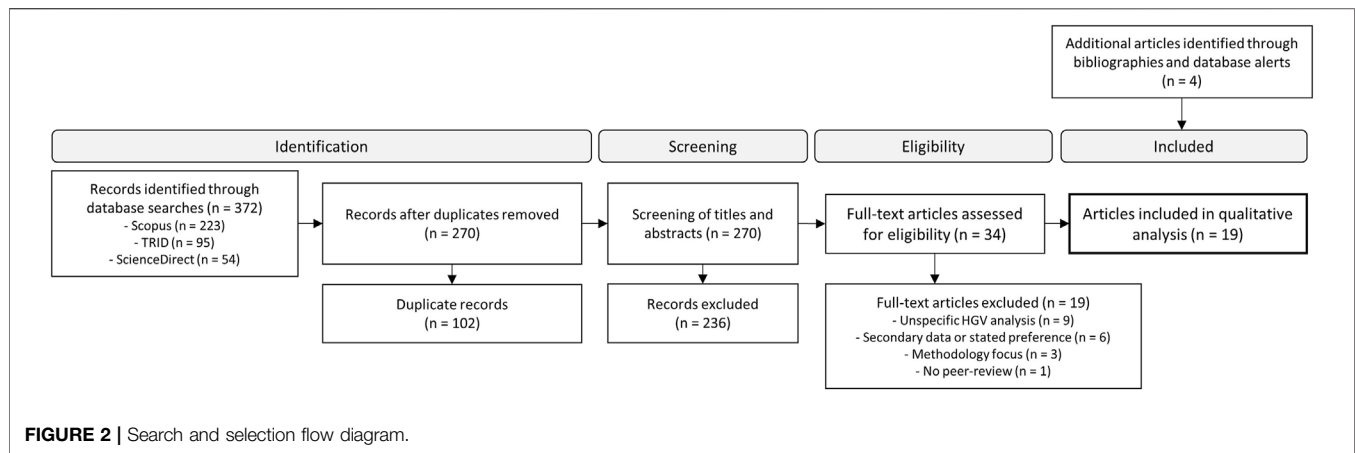 Additional articles identified through
bibliographies and database alerts
(n = 4)
Identification
Screening
Eligibility
Included
Records identified through
database searches (n = 372)
- Scopus (n = 223)
- TRID (n = 95)
- ScienceDirect (n = 54)
Records after duplicates removed
(n = 270)
Screening of titles and
abstracts (n = 270)
Full-text articles assessed
for eligibility (n = 34)
Articles included in qualitative
analysis (n = 19)
Duplicate records
(n = 102)
Records excluded
(n = 236)
Full-text articles excluded (n = 19)
- Unspecific HGV analysis (n = 9)
- Secondary data or stated preference (n = 6)
- Methodology focus (n = 3)
- No peer-review (n = 1)
FIGURE 2 | Search and selection flow diagram.